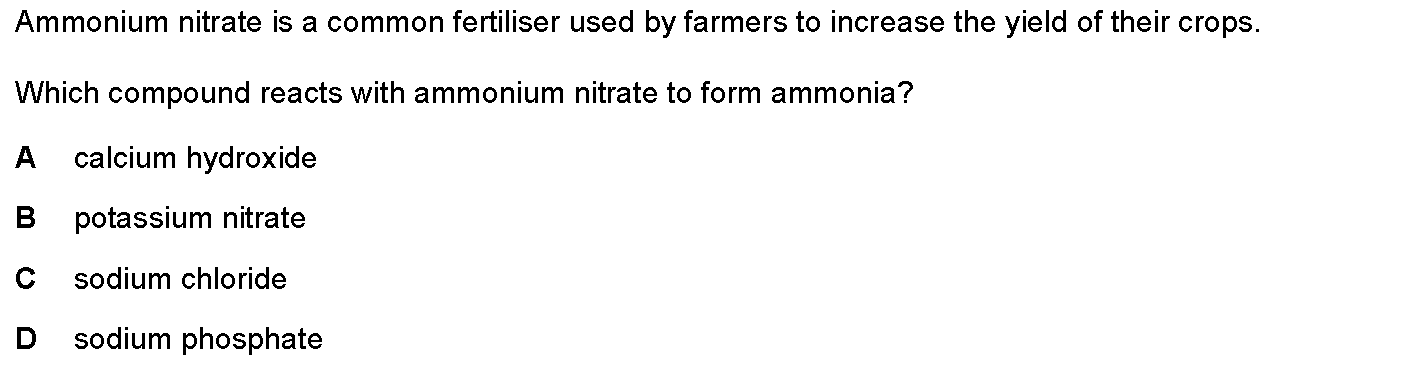 Ammonium nitrate is a common fertiliser used by farmers to increase the yield of their crops.
Which compound reacts with ammonium nitrate to form ammonia?
A calcium hydroxide
B potassium nitrate
C sodium chloride
D sodium phosphate